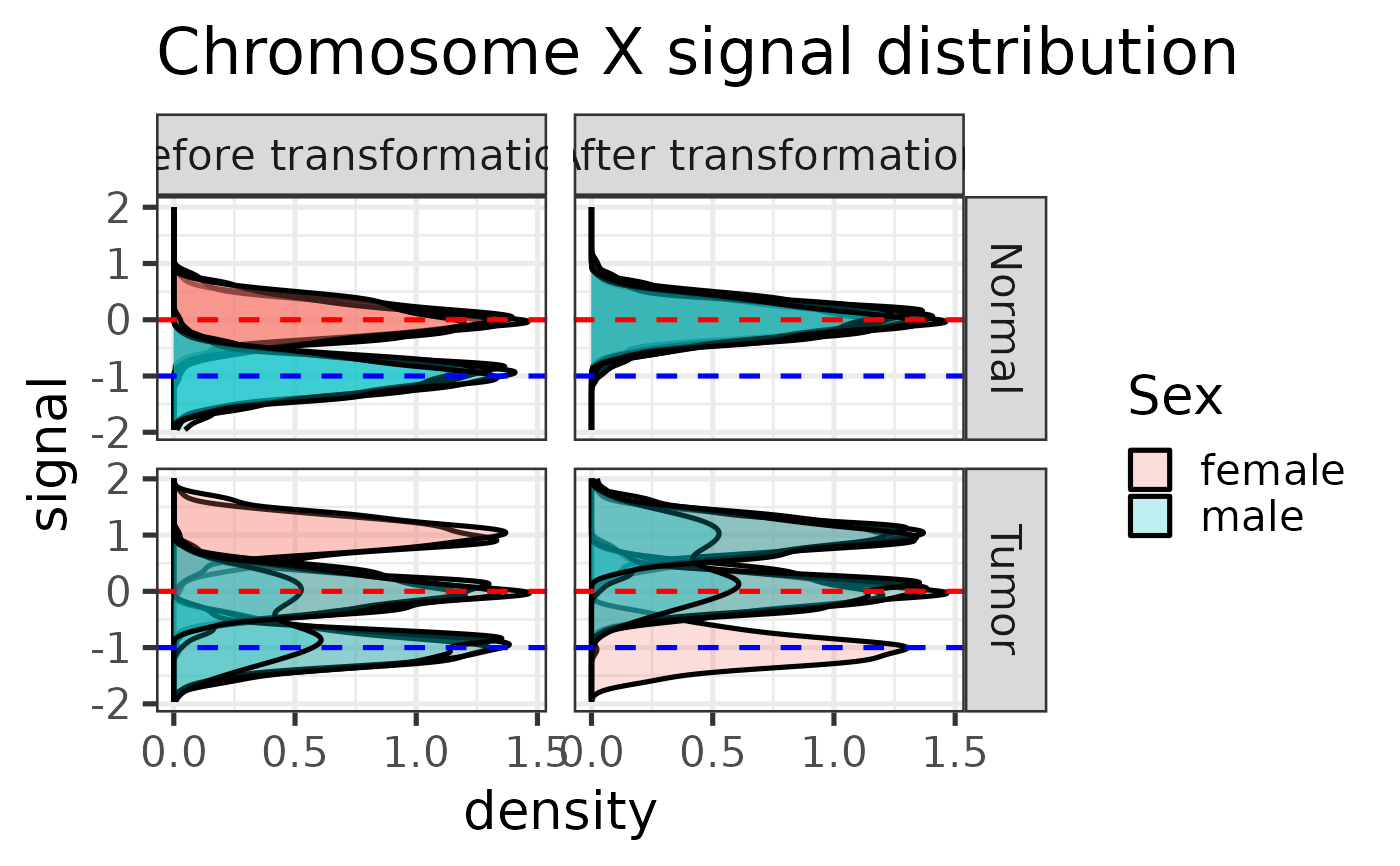 Chromosome X signal distribution
efore transformatic
After transformation
Normal
2
1
0
-1
-2
Tumor
2
1
0
-1
-2
signal
0.0 0.5 1.0 1.5
0.0 0.5 1.0 1.5
density
Sex
female
male